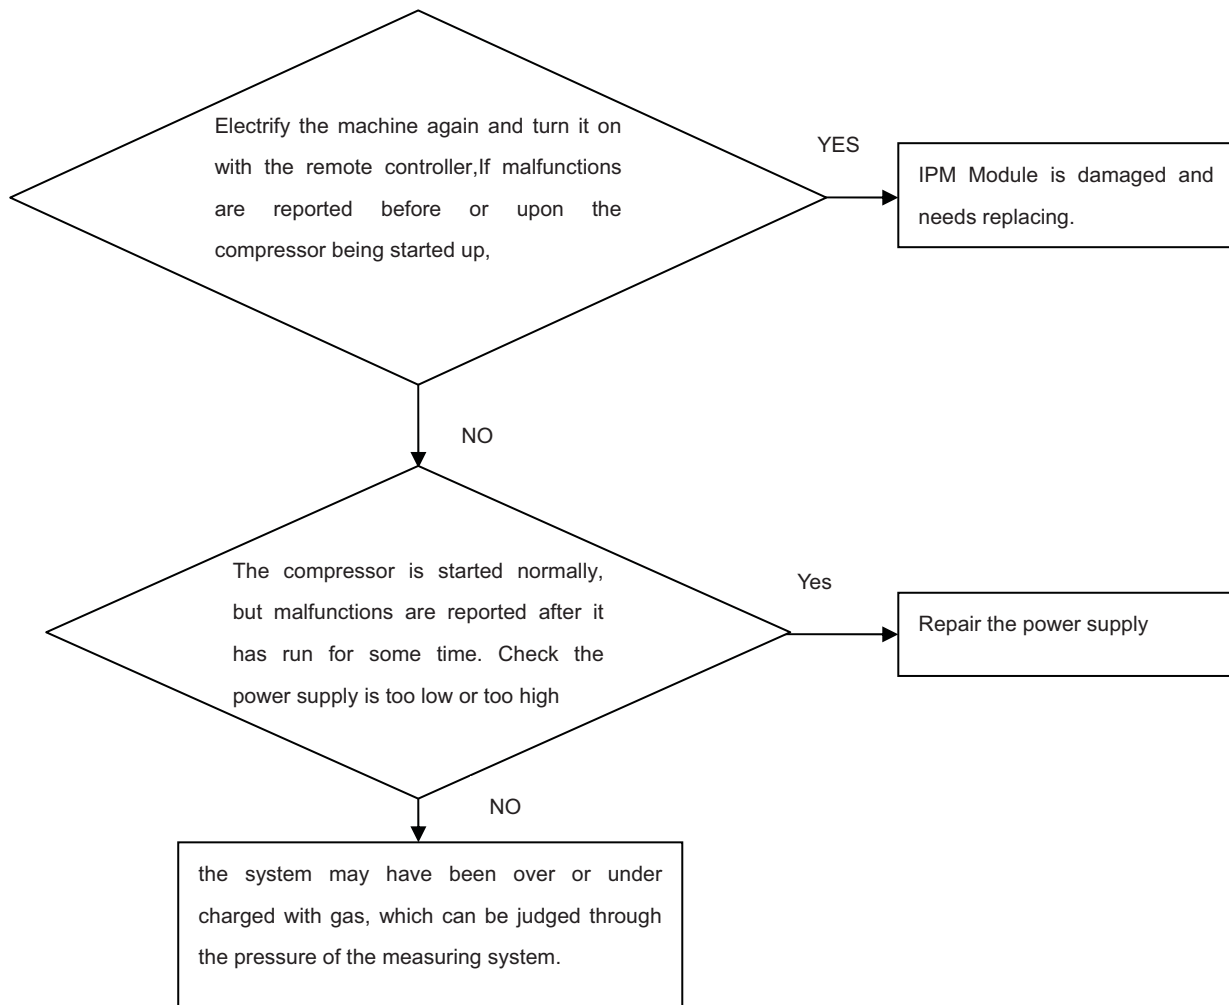 Electrify the machine again and turn it on
with the remote controller,If malfunctions
are reported before or upon the
compressor being started up,
YES
IPM Module is damaged and
needs replacing.
NO
The compressor is started normally,
but malfunctions are reported after it
has run for some time. Check the
power supply is too low or too high
Yes
Repair the power supply
NO
the system may have been over or under
charged with gas, which can be judged through
the pressure of the measuring system.